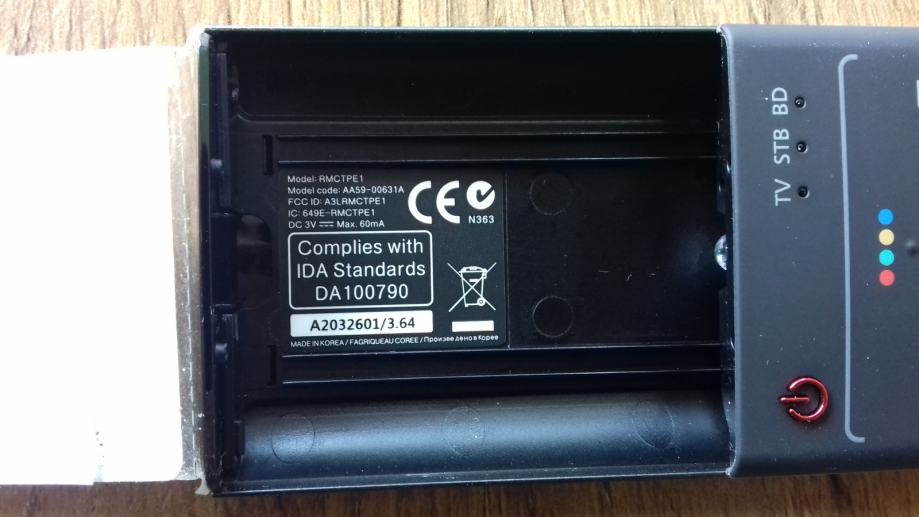 Model: RMCTPE1
Model code: AA59-00631A
FCC ID: A3LRMCTPE1
IC: 649E-RMCTPE1
DC 3V Max. 60mA
CE
N363
Complies with
IDA Standards
DA100790
A2032601/3.64
MADE IN KOREA / FAGRIQUEAU COREE / Произведено в Корее
TV STB BD